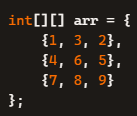 int[][] arr = {
    {1, 3, 2},
    {4, 6, 5},
    {7, 8, 9}
};